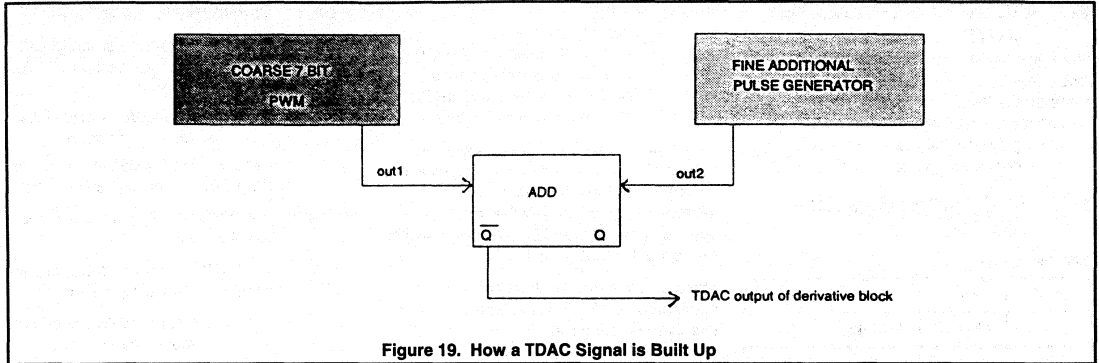 COARSE 7 BIT
PWM
FINE ADDITIONAL
PULSE GENERATOR
out1
out2
ADD
Q̅
Q
TDAC output of derivative block
Figure 19. How a TDAC Signal is Built Up